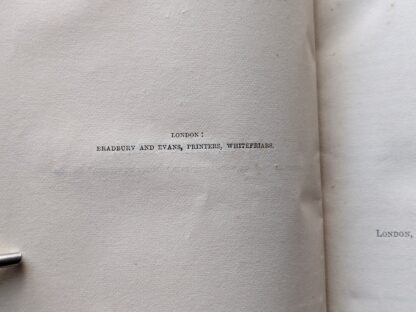 LONDON:
BRADBURY AND EVANS, PRINTERS, WHITEFRIARS.
LONDON,